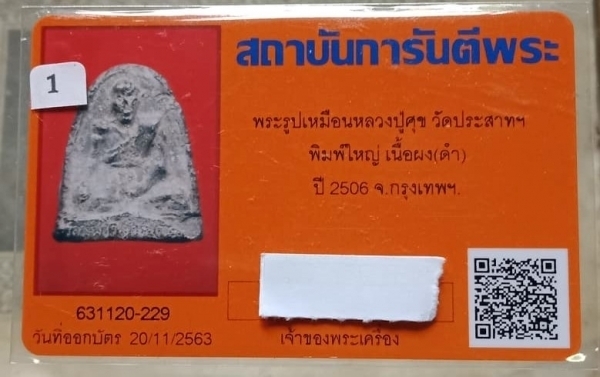 สถาบันการันตีพระ
1
พระรูปเหมือนหลวงปู่ศุข วัดประสาทฯ
พิมพ์ใหญ่ เนื้อผง(ดำ)
ปี 2506 จ.กรุงเทพฯ.
631120-229
วันที่ออกบัตร 20/11/2563
เจ้าของพระเครื่อง